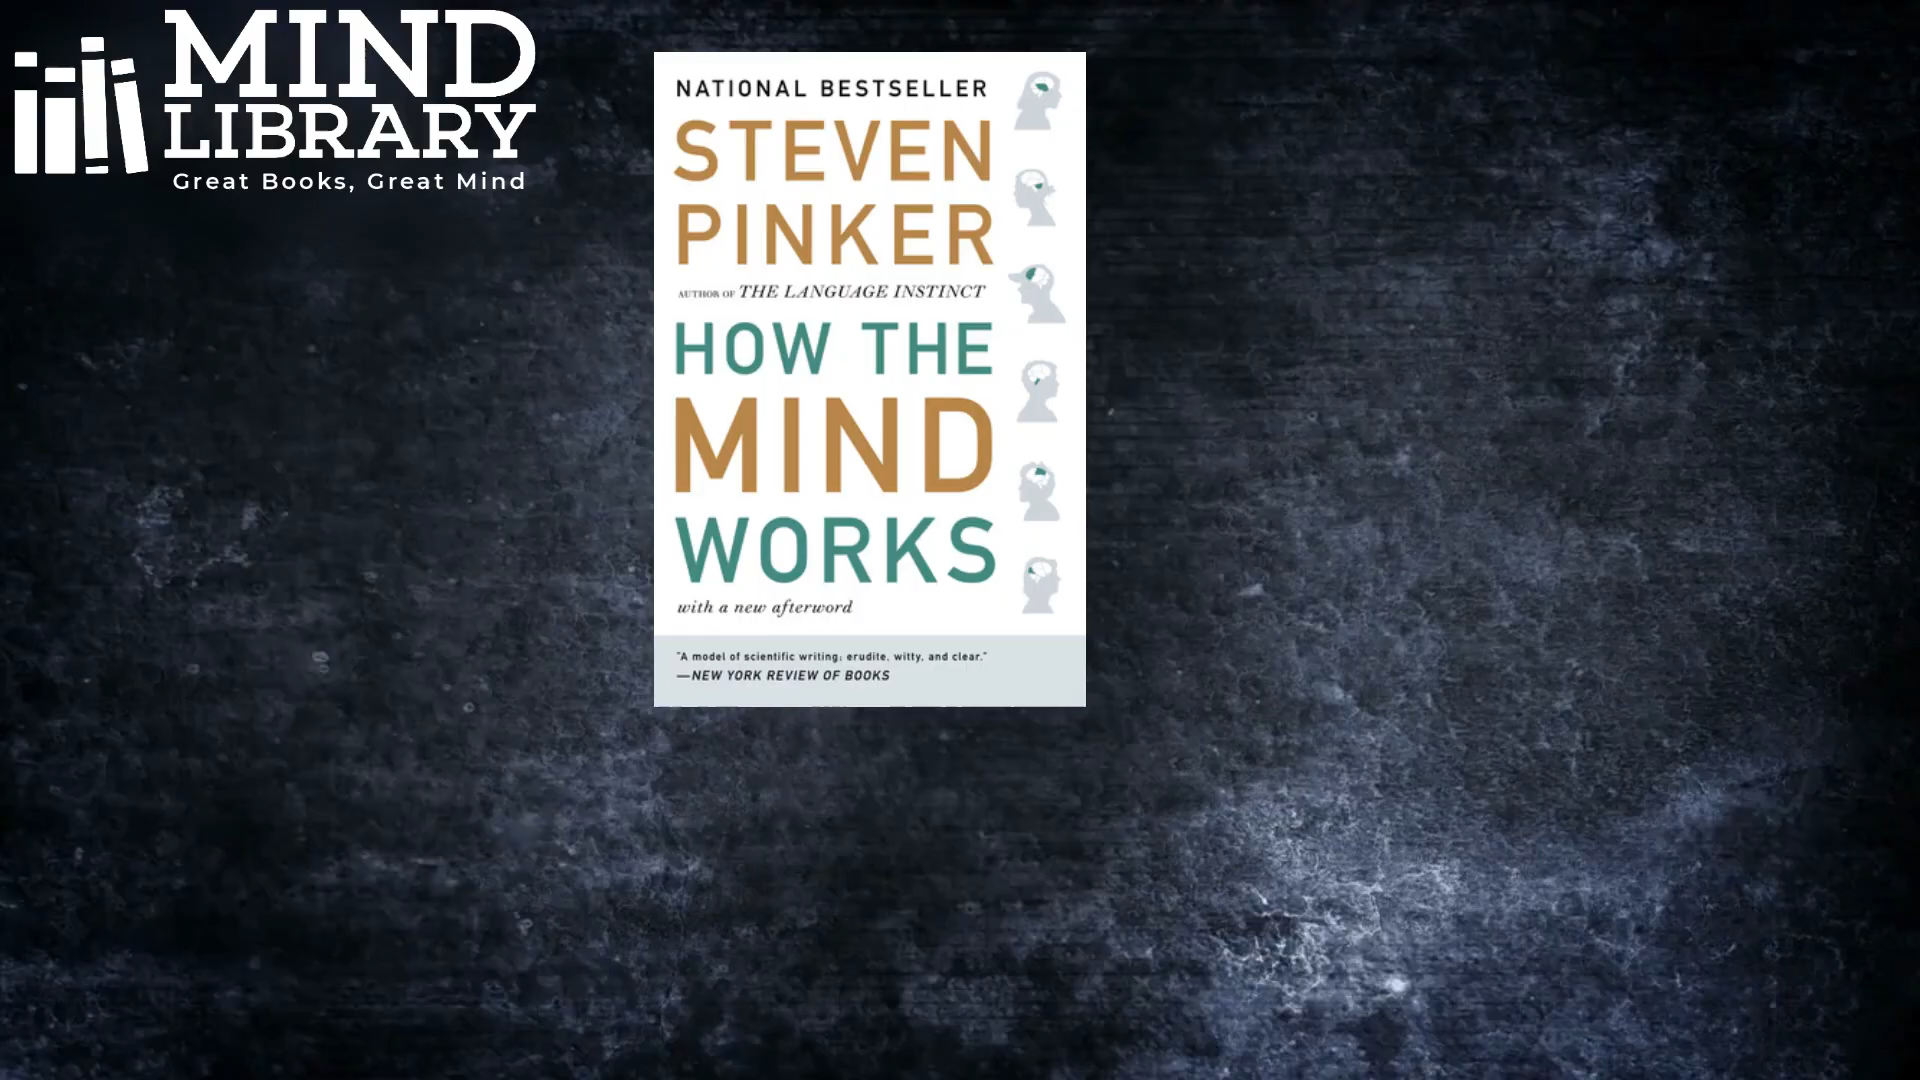 MIND
LIBRARY
Great Books, Great Mind
NATIONAL BESTSELLER
STEVEN
PINKER
AUTHOR OF THE LANGUAGE INSTINCT
HOW THE
MIND
WORKS
with a new afterword
"A model of scientific writing; erudite, witty, and clear."
—NEW YORK REVIEW OF BOOKS